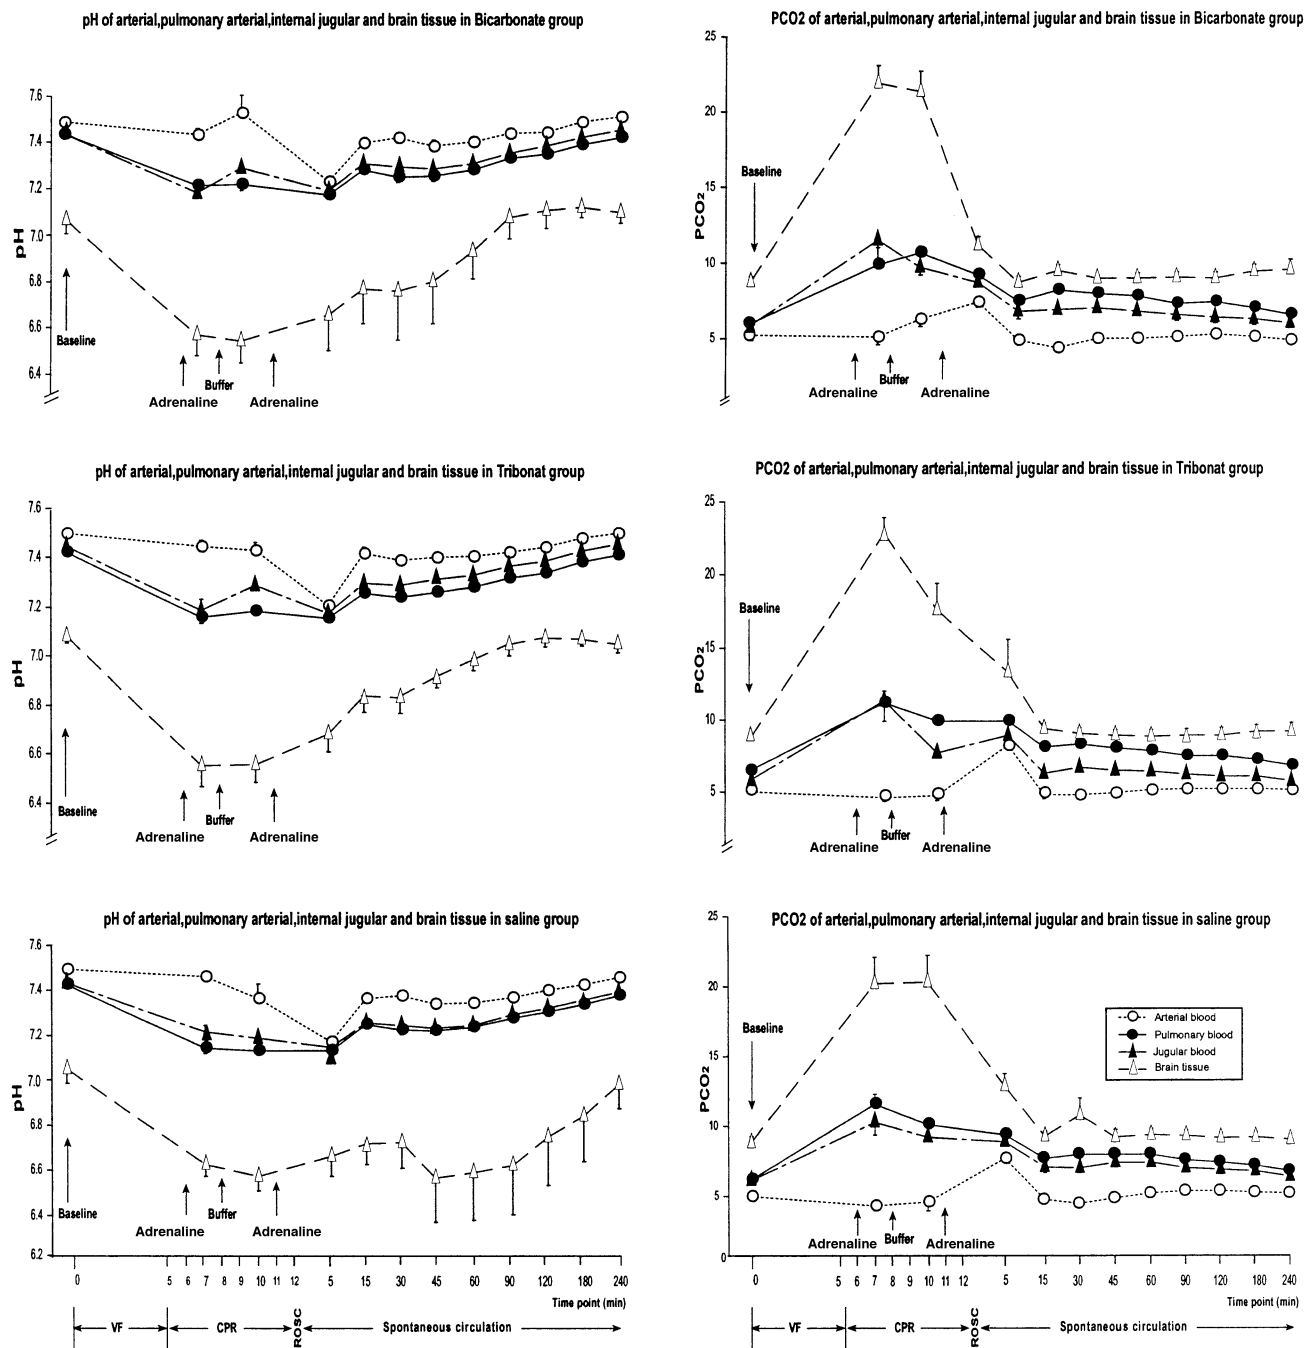 pH of arterial,pulmonary arterial,internal jugular and brain tissue in Bicarbonate group
7.6
7.4
7.2
7.0
6.8
6.6
6.4
pH
Baseline
Adrenaline
Buffer
Adrenaline
PCO2 of arterial,pulmonary arterial,internal jugular and brain tissue in Bicarbonate group
25
20
15
10
5
PCO2
Baseline
Adrenaline
Buffer
Adrenaline
pH of arterial,pulmonary arterial,internal jugular and brain tissue in Tribonat group
7.6
7.4
7.2
7.0
6.8
6.6
6.4
pH
Baseline
Adrenaline
Buffer
Adrenaline
PCO2 of arterial,pulmonary arterial,internal jugular and brain tissue in Tribonat group
25
20
15
10
5
PCO2
Baseline
Adrenaline
Buffer
Adrenaline
pH of arterial,pulmonary arterial,internal jugular and brain tissue in saline group
7.6
7.4
7.2
7.0
6.8
6.6
6.4
6.2
pH
Baseline
Adrenaline
Buffer
Adrenaline
0 5 6 7 8 9 10 11 12 5 15 30 45 60 90 120 180 240
Time point (min)
VF CPR ROSC Spontaneous circulation
PCO2 of arterial,pulmonary arterial,internal jugular and brain tissue in saline group
25
20
15
10
5
0
PCO2
Baseline
Arterial blood
Pulmonary blood
Jugular blood
Brain tissue
Adrenaline
Buffer
Adrenaline
0 5 6 7 8 9 10 11 12 5 15 30 45 60 90 120 180 240
Time point (min)
VF CPR ROSC Spontaneous circulation